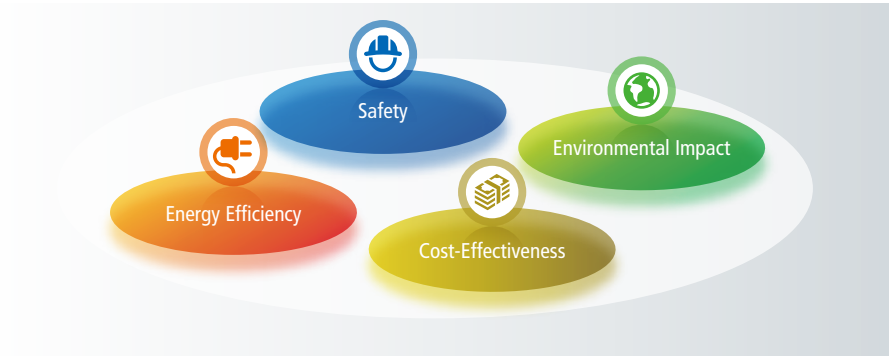 Safety
Environmental Impact
Energy Efficiency
Cost-Effectiveness